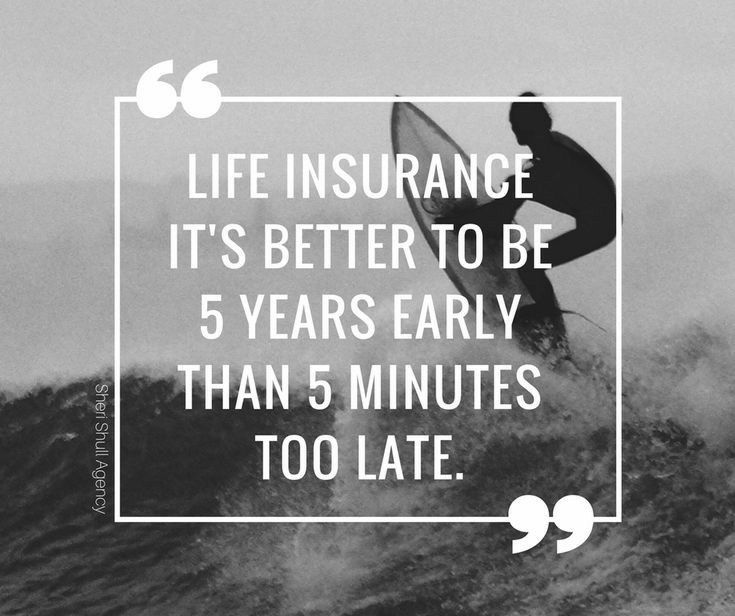 “
LIFE INSURANCE
IT'S BETTER TO BE
5 YEARS EARLY
THAN 5 MINUTES
TOO LATE.
”
Sheri Shull Agency